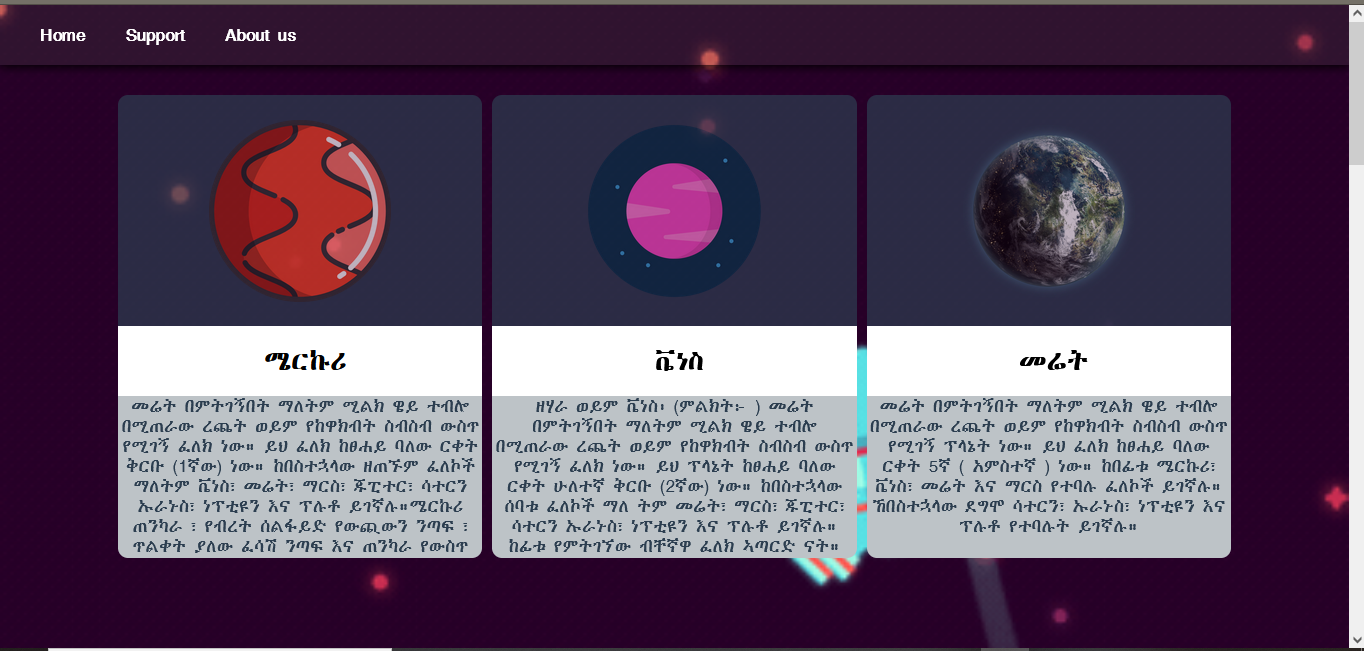 Home Support About us
ሜርኩሪ
መሬት በምትገኝበት ማለትም ሚልክ ዌይ ተብሎ
በሚጠራው ረጨት ወይም የከዋክብት ስብስብ ውስጥ
የሚገኝ ፈለክ ነው። ይህ ፈለክ ከፀሐይ ባለው ርቀት
ቅርቡ (1ኛው) ነው። ከበስተኋላው ዘጠኙም ፈለኮች
ማለትም ቬነስ፣ መሬት፣ ማርስ፣ ጁፒተር፣ ሳተርን
ኡራኑስ፣ ነፕቲዩን እና ፕሉቶ ይገኛሉ።ሜርኩሪ
ጠንካራ ፣ የብረት ሰልፋይድ የውጪውን ንጣፍ ፣
ጥልቀት ያለው ፈሳሽ ንጣፍ እና ጠንካራ የውስጥ
ቬነስ
ዘሃራ ወይም ቬነስ፡ (ምልክት፦ ) መሬት
በምትገኝበት ማለትም ሚልክ ዌይ ተብሎ
በሚጠራው ረጨት ወይም የከዋክብት ስብስብ ውስጥ
የሚገኝ ፈለክ ነው። ይህ ፕላኔት ከፀሐይ ባለው
ርቀት ሁለተኛ ቅርቡ (2ኛው) ነው። ከበስተኋላው
ሰባቱ ፈለኮች ማለ ትም መሬት፣ ማርስ፣ ጁፒተር፣
ሳተርን ኡራኑስ፣ ነፕቲዩን እና ፕሉቶ ይገኛሉ።
ከፊቱ የምትገኘው ብቸኛዋ ፈለክ ኣጣርድ ናት።
መሬት
መሬት በምትገኝበት ማለትም ሚልክ ዌይ ተብሎ
በሚጠራው ረጨት ወይም የከዋክብት ስብስብ ውስጥ
የሚገኝ ፕላኔት ነው። ይህ ፈለክ ከፀሐይ ባለው
ርቀት 5ኛ ( አምስተኛ ) ነው። ከበፊቱ ሜርኩሪ፣
ቬነስ፣ መሬት እና ማርስ የተባሉ ፈለኮች ይገኛሉ።
ኸበስተኋላው ደግሞ ሳተርን፣ ኡራኑስ፣ ነፕቲዩን እና
ፕሉቶ የተባሉት ይገኛሉ።